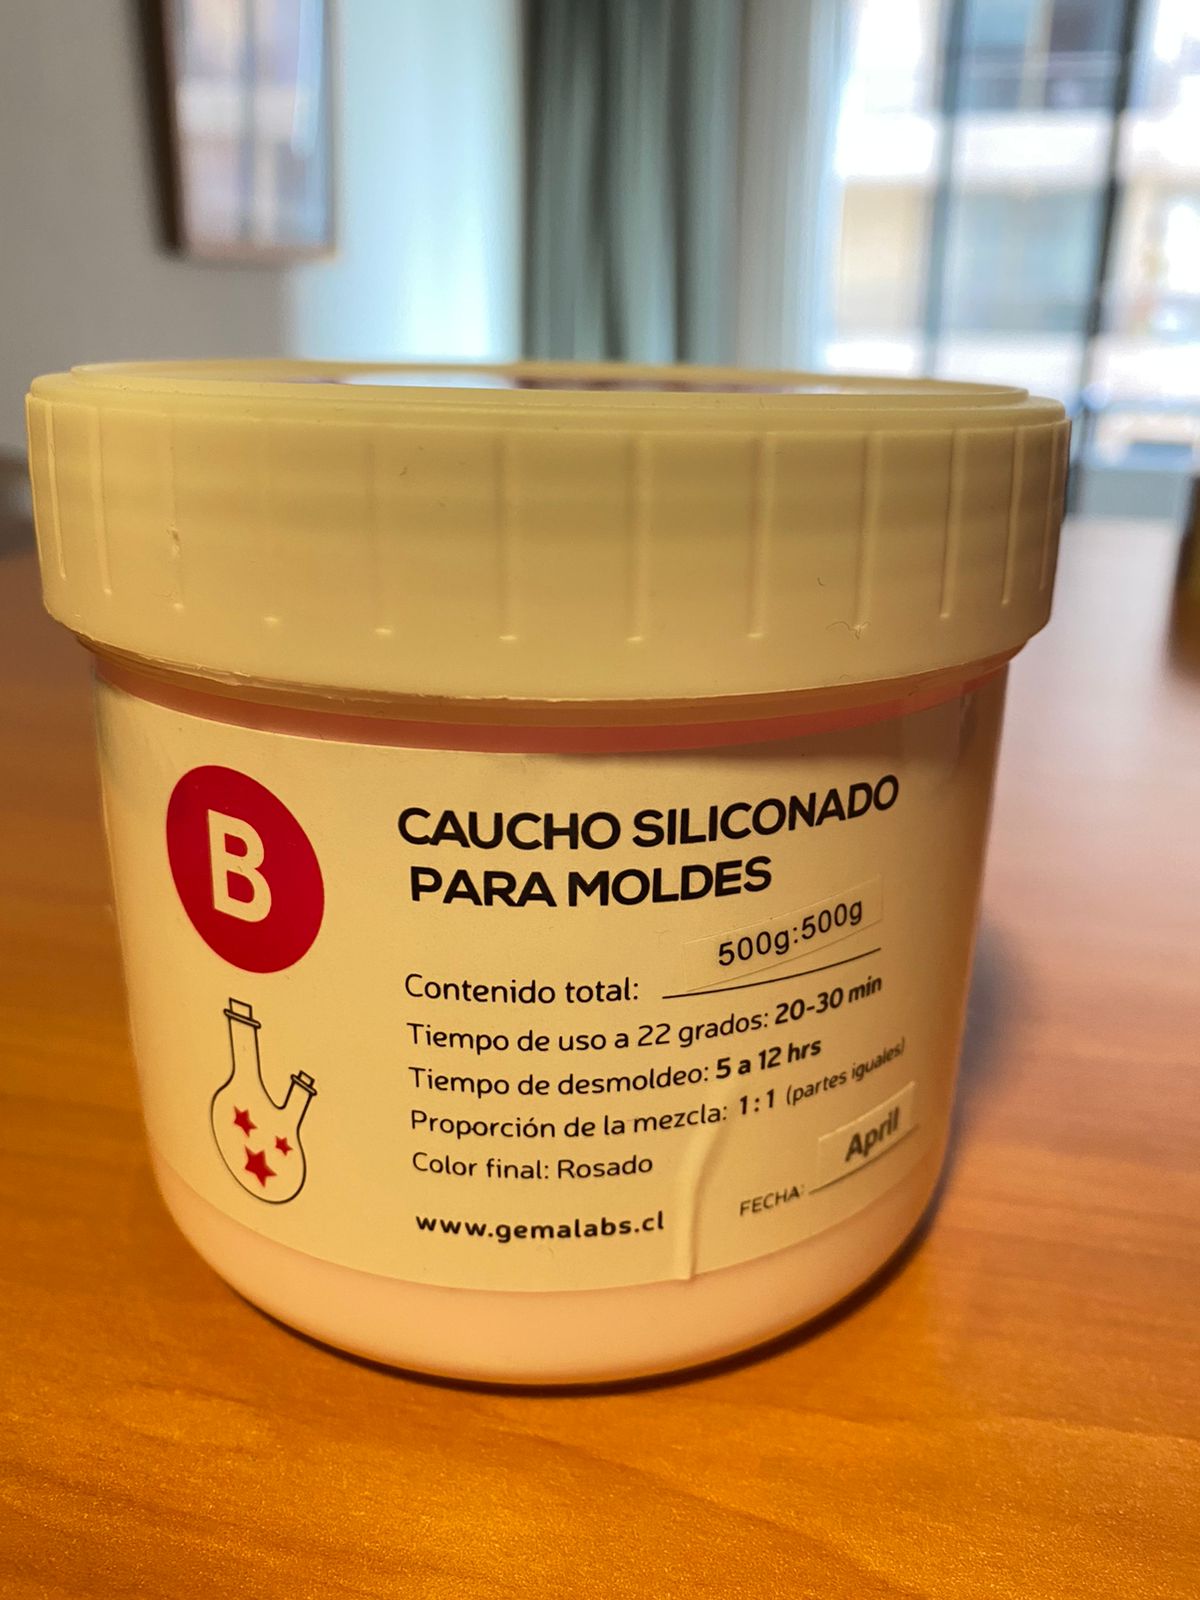 B
CAUCHO SILICONADO
PARA MOLDES
Contenido total: 500g:500g
Tiempo de uso a 22 grados: 20-30 min
Tiempo de desmoldeo: 5 a 12 hrs
Proporción de la mezcla: 1:1 (partes iguales)
Color final: Rosado
www.gemalabs.cl
FECHA: April